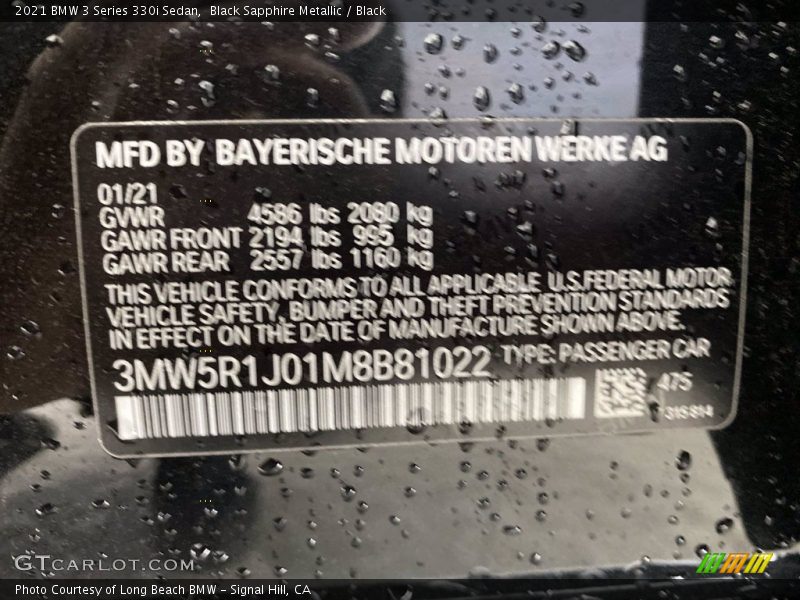 2021 BMW 3 Series 330i Sedan,  Black Sapphire Metallic / Black
MFD BY BAYERISCHE MOTOREN WERKE AG
01/21
GVWR 4586 lbs 2080 kg
GAWR FRONT 2194 lbs 995 kg
GAWR REAR 2557 lbs 1160 kg
THIS VEHICLE CONFORMS TO ALL APPLICABLE U.S.FEDERAL MOTOR
VEHICLE SAFETY, BUMPER AND THEFT PREVENTION STANDARDS
IN EFFECT ON THE DATE OF MANUFACTURE SHOWN ABOVE.
3MW5R1J01M8B81022 TYPE: PASSENGER CAR
475
319814
GTCARLOT.COM
Photo Courtesy of Long Beach BMW - Signal Hill, CA